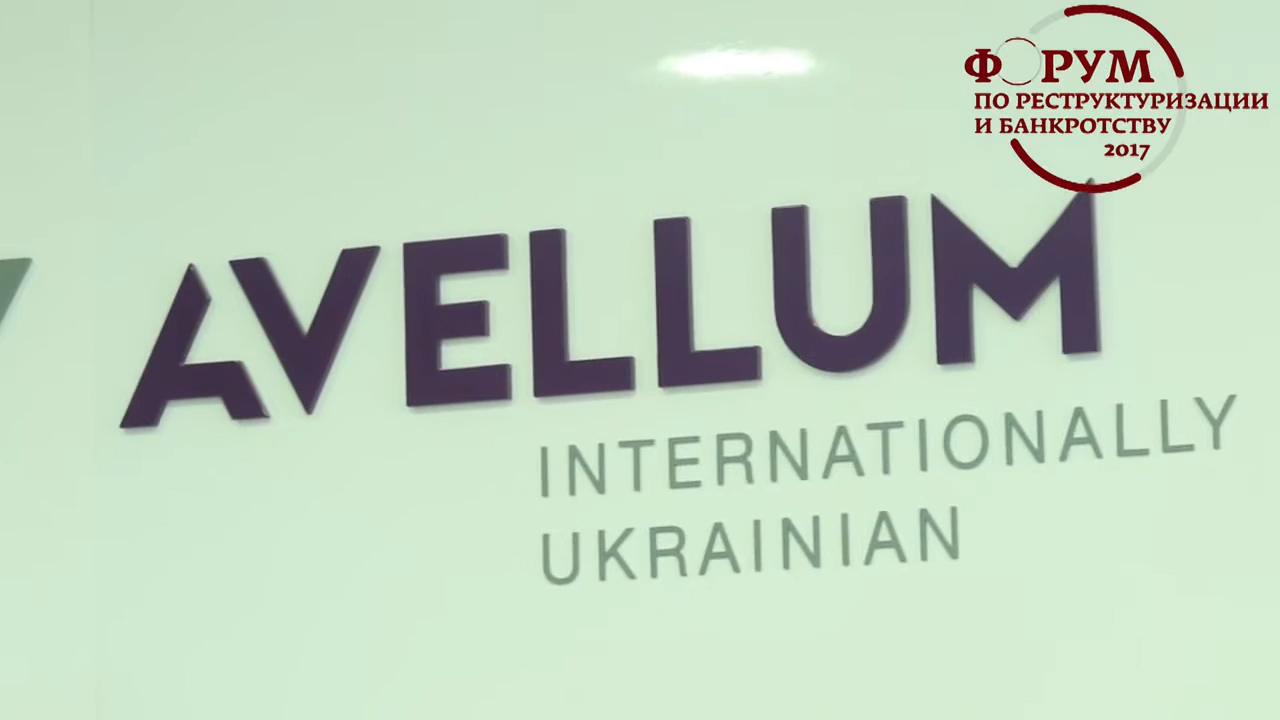 ФОРУМ
ПО РЕСТРУКТУРИЗАЦИИ
И БАНКРОТСТВУ
2017
AVELLUM
INTERNATIONALLY
UKRAINIAN